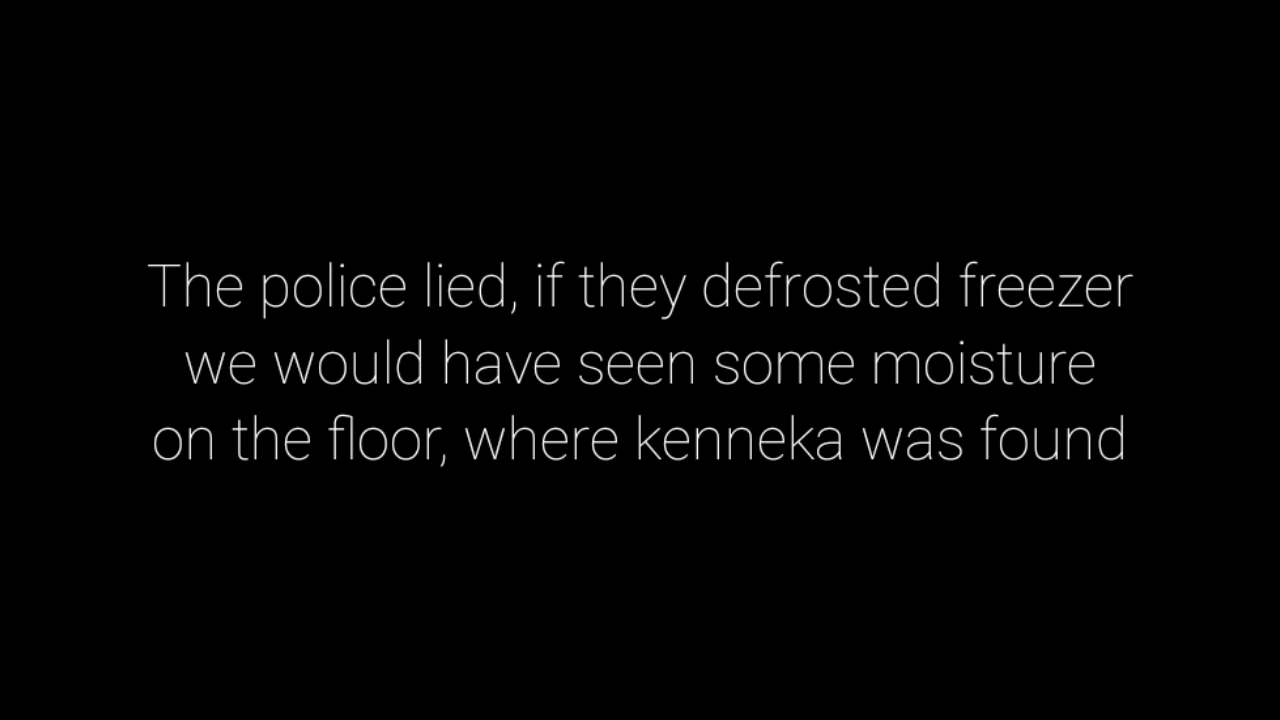 The police lied, if they defrosted freezer
we would have seen some moisture
on the floor, where kenneka was found